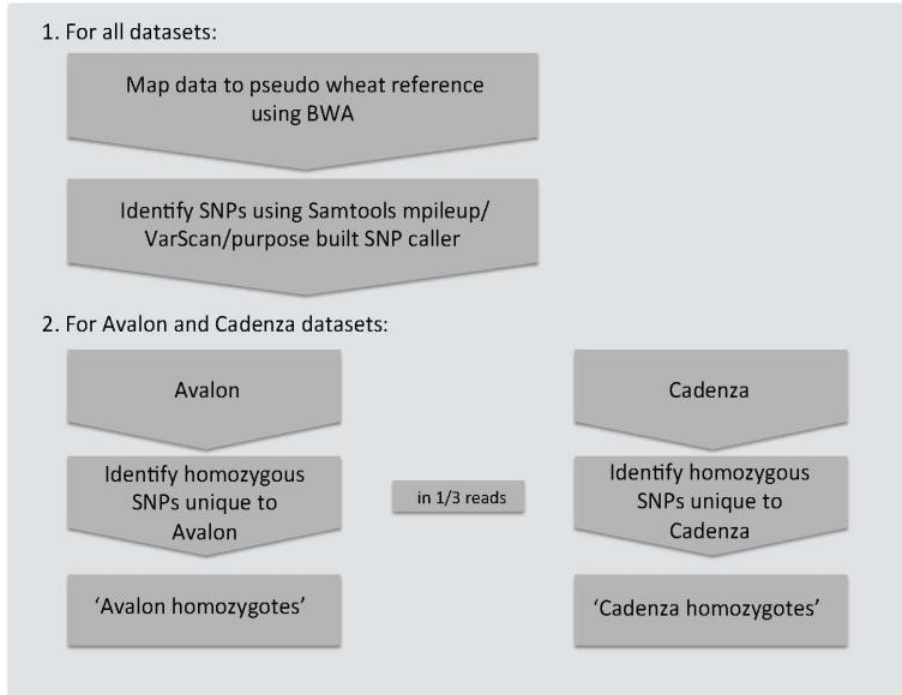 1. For all datasets:
Map data to pseudo wheat reference
using BWA
Identify SNPs using Samtools mpileup/
VarScan/purpose built SNP caller
2. For Avalon and Cadenza datasets:
Avalon
Cadenza
Identify homozygous
SNPs unique to
Avalon
in 1/3 reads
Identify homozygous
SNPs unique to
Cadenza
‘Avalon homozygotes’
‘Cadenza homozygotes’